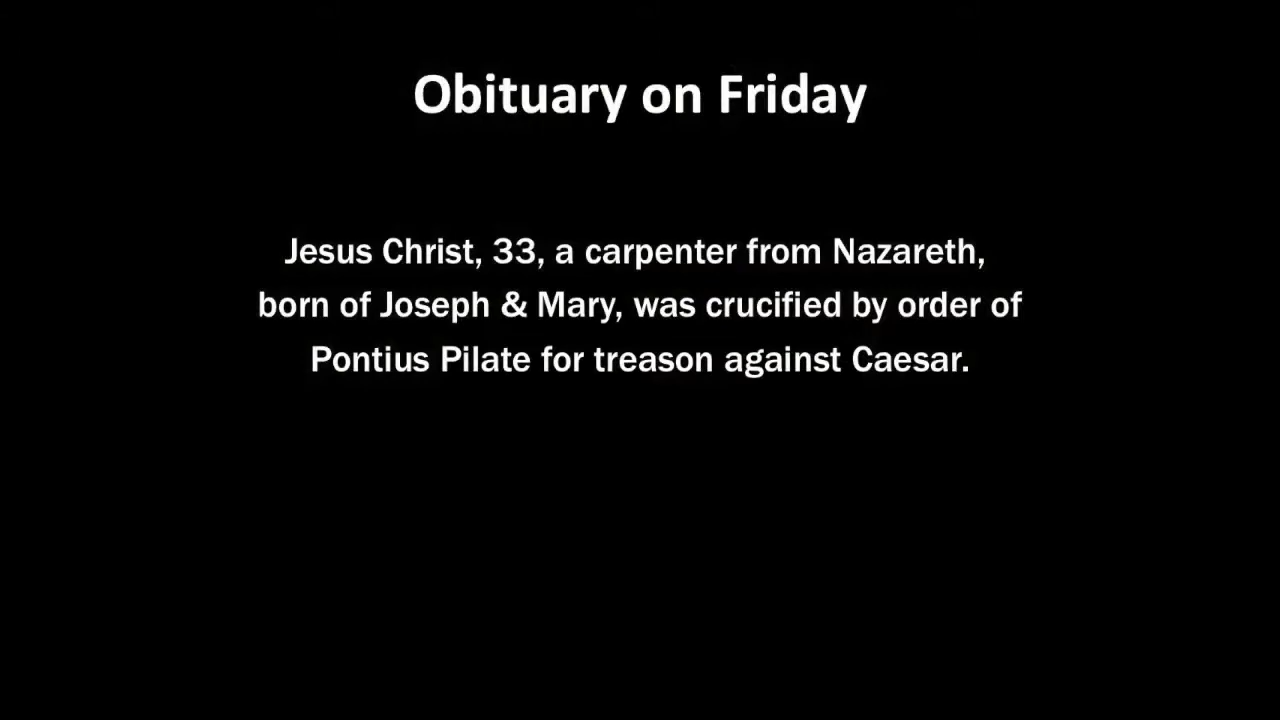 Obituary on Friday
Jesus Christ, 33, a carpenter from Nazareth,
born of Joseph & Mary, was crucified by order of
Pontius Pilate for treason against Caesar.